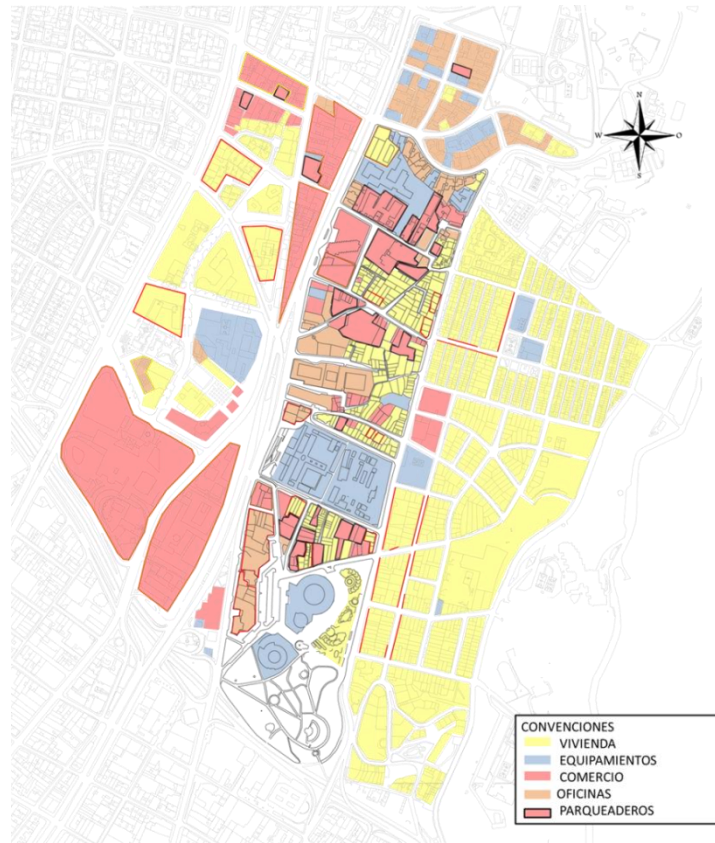 N
W
O
S
CONVENCIONES
VIVIENDA
EQUIPAMIENTOS
COMERCIO
OFICINAS
PARQUEADEROS